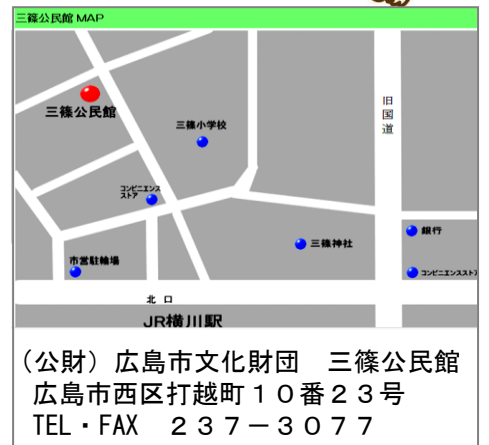 三篠公民館 MAP
三篠公民館
三篠小学校
旧国道
コンビニエンス
ストア
三篠神社
銀行
市営駐輪場
コンビニエンススト
北 口
JR横川駅
（公財）広島市文化財団　三篠公民館
広島市西区打越町１０番２３号
TEL・FAX　２３７－３０７７